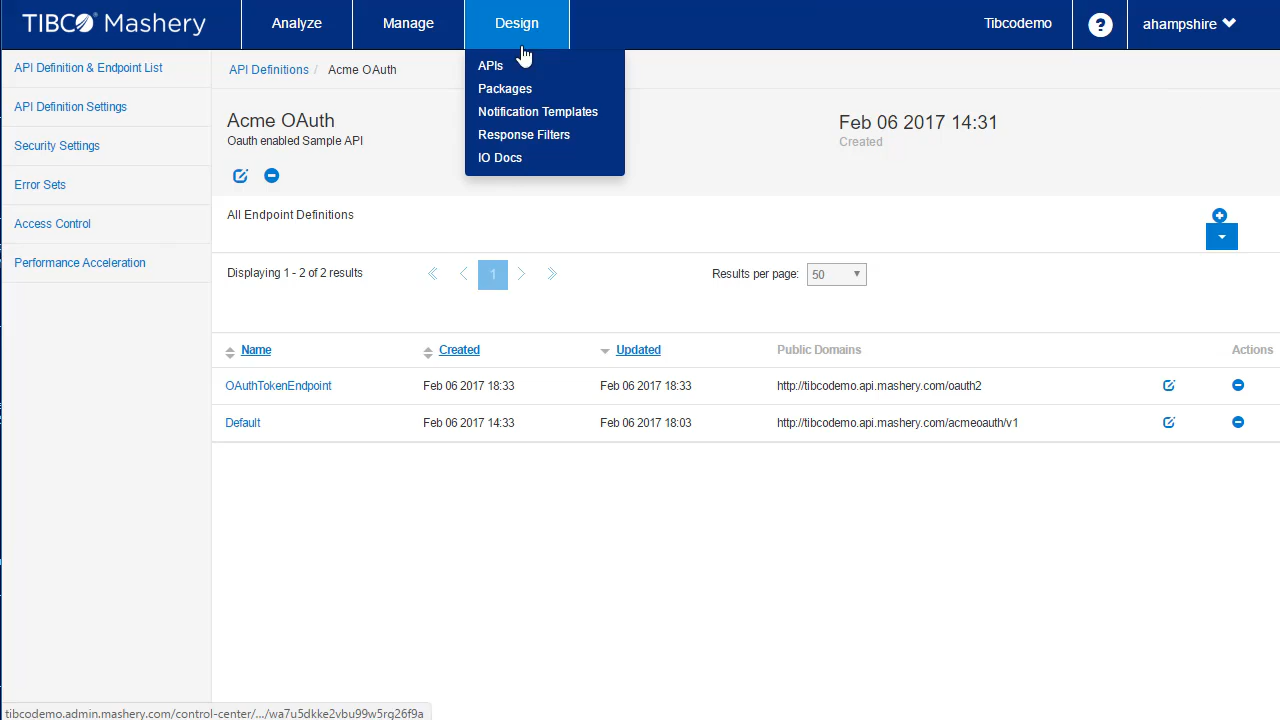 TIBCO Mashery Analyze Manage Design Tibcodemo ? ahampshire
APIs
Packages
Notification Templates
Response Filters
IO Docs
API Definition & Endpoint List
API Definition Settings
Security Settings
Error Sets
Access Control
Performance Acceleration
API Definitions / Acme OAuth
Acme OAuth
Oauth enabled Sample API
Feb 06 2017 14:31
Created
All Endpoint Definitions
Displaying 1 - 2 of 2 results 1 Results per page: 50
Name Created Updated Public Domains Actions
OAuthTokenEndpoint Feb 06 2017 18:33 Feb 06 2017 18:33 http://tibcodemo.api.mashery.com/oauth2
Default Feb 06 2017 14:33 Feb 06 2017 18:03 http://tibcodemo.api.mashery.com/acmeoauth/v1
tibcodemo.admin.mashery.com/control-center/.../wa7u5dkke2vbu99w5rg26f9a